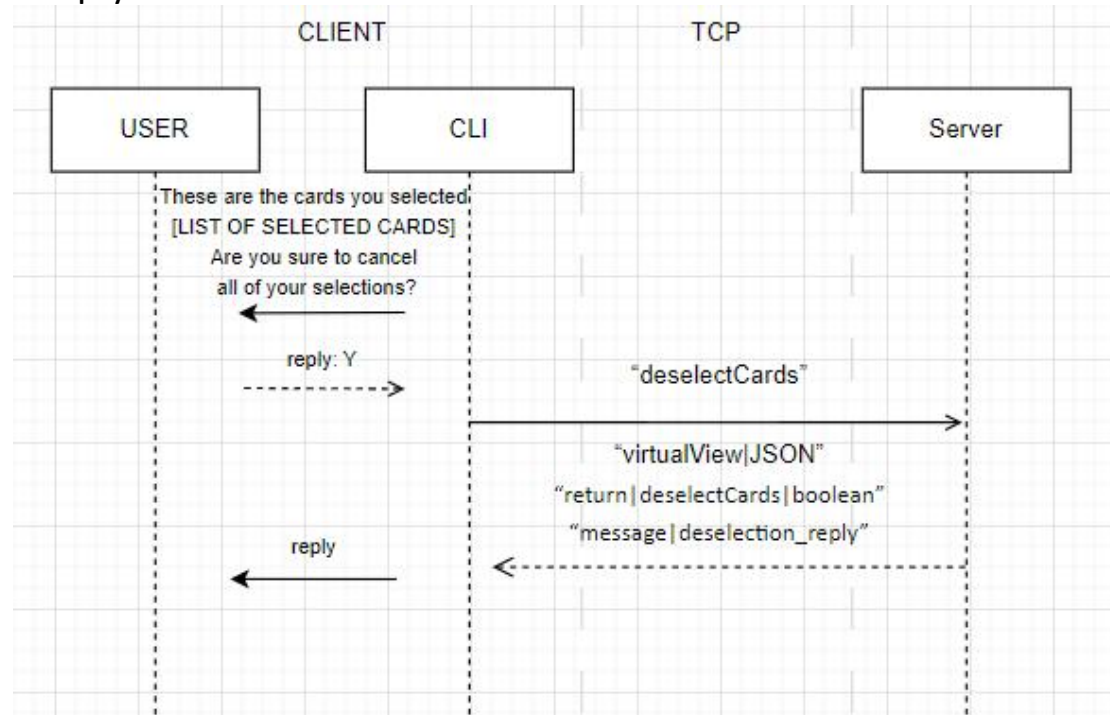 CLIENT
TCP
USER
CLI
Server
These are the cards you selected
[LIST OF SELECTED CARDS]
Are you sure to cancel
all of your selections?
reply: Y
“deselectCards”
“virtualView|JSON”
“return|deselectCards|boolean”
“message|deselection_reply”
reply